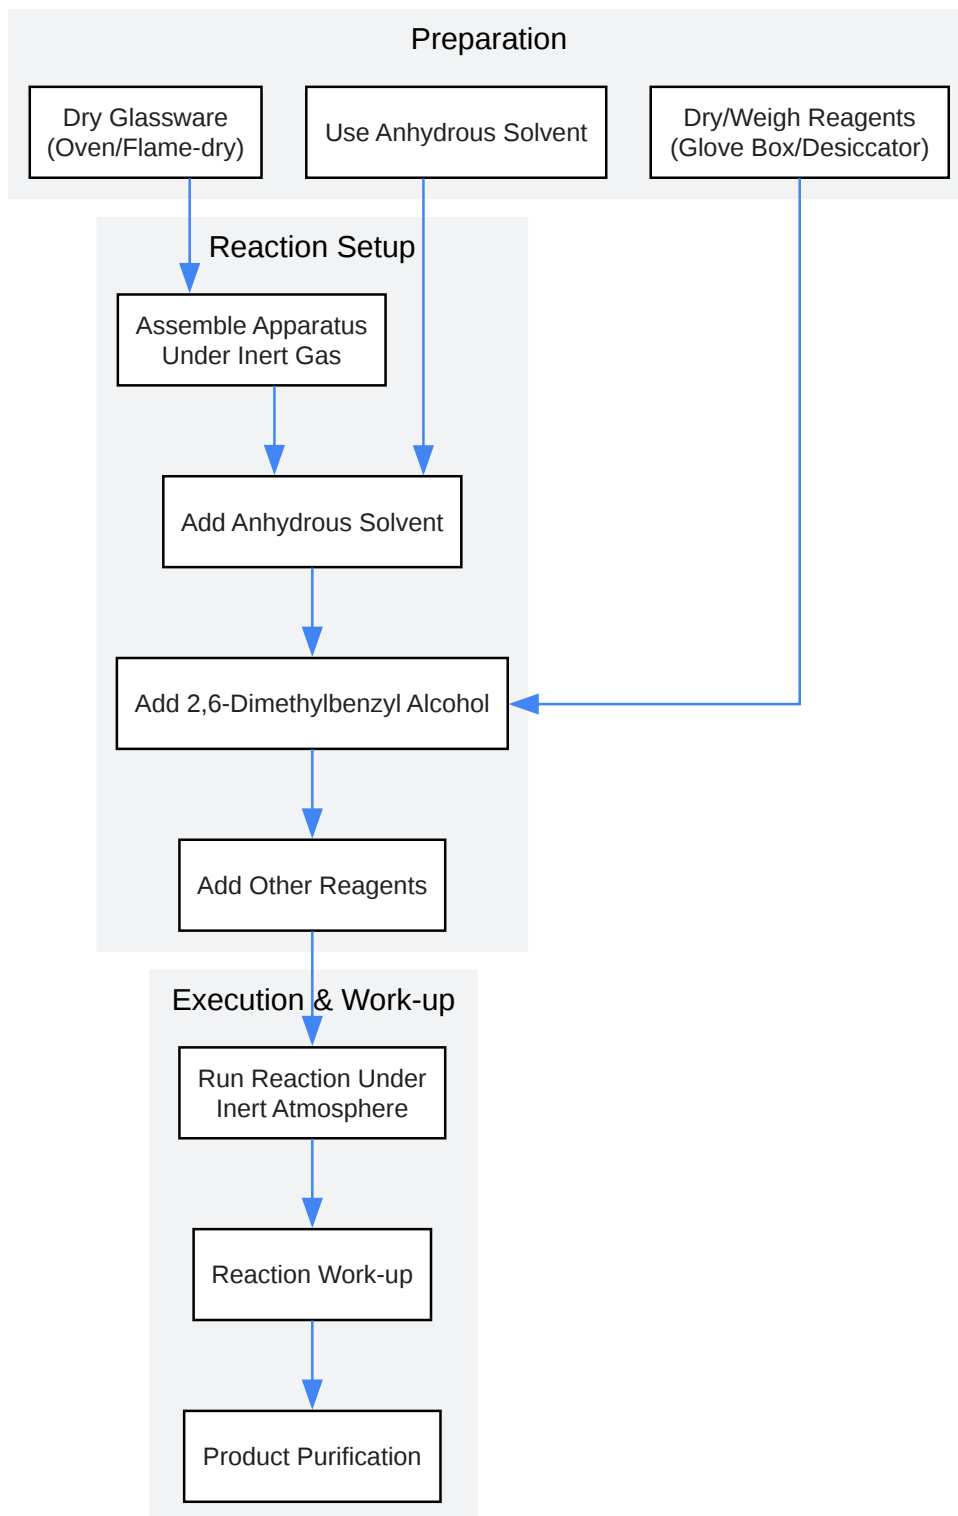 Preparation
Dry Glassware
(Oven/Flame-dry)
Use Anhydrous Solvent
Dry/Weigh Reagents
(Glove Box/Desiccator)
Reaction Setup
Assemble Apparatus
Under Inert Gas
Add Anhydrous Solvent
Add 2,6-Dimethylbenzyl Alcohol
Add Other Reagents
Execution & Work-up
Run Reaction Under
Inert Atmosphere
Reaction Work-up
Product Purification